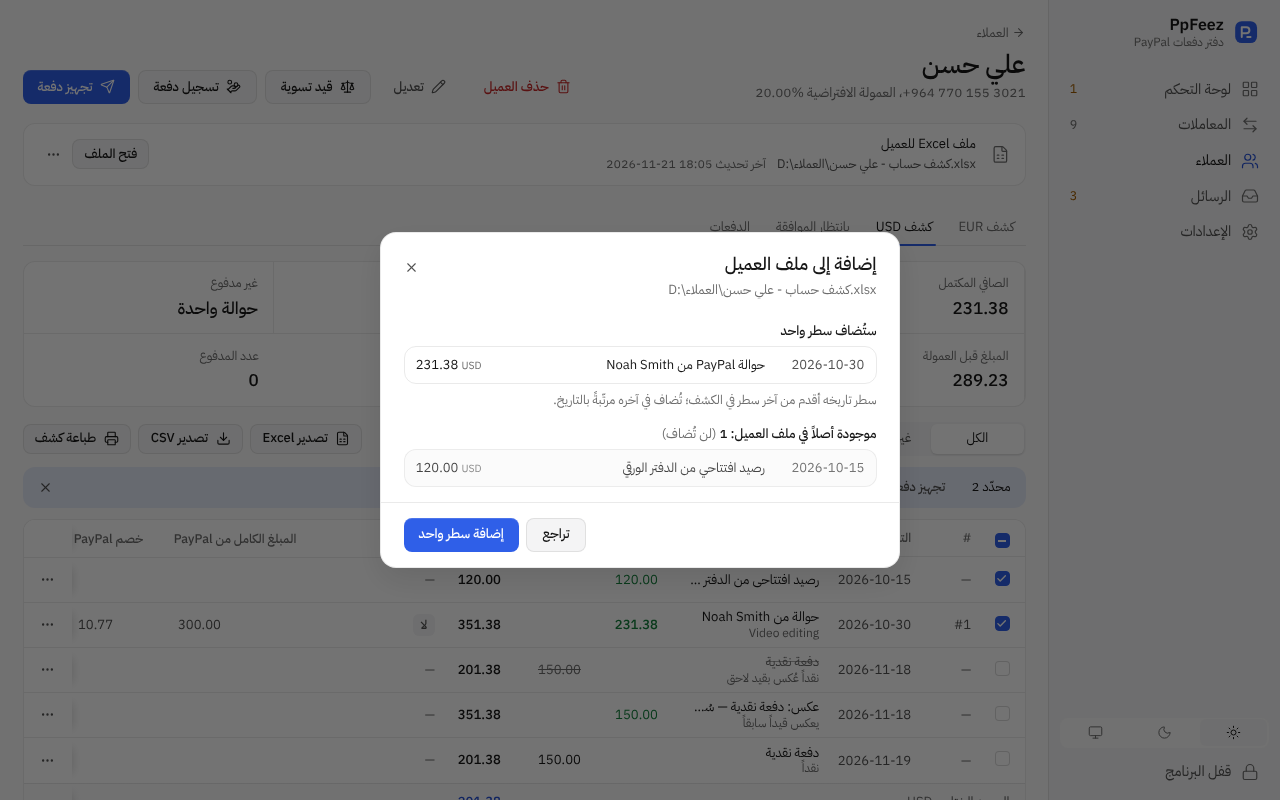 PpFeez
دفتر دفعات PayPal
لوحة التحكم 1
المعاملات 9
العملاء
الرسائل 3
الإعدادات
قفل البرنامج
العملاء
علي حسن
+964 770 155 3021، العمولة الافتراضية 20.00%
حذف العميل
تعديل
قيد تسوية
تسجيل دفعة
تجهيز دفعة
ملف Excel للعميل
D:\العملاء\كشف حساب - علي حسن.xlsx آخر تحديث 2026-11-21 18:05
فتح الملف
كشف EUR
كشف USD
بانتظار الموافقة
الدفعات
الصافي المكتمل
231.38
غير مدفوع
حوالة واحدة
المبلغ قبل العمولة
289.23
عدد المدفوع
0
الكل
تصدير Excel
تصدير CSV
طباعة كشف
محدّد 2
إضافة إلى ملف العميل
D:\العملاء\كشف حساب - علي حسن.xlsx
ستُضاف سطر واحد
2026-10-30 حوالة PayPal من Noah Smith 231.38 USD
سطر تاريخه أقدم من آخر سطر في الكشف؛ تُضاف في آخره مرتّبةً بالتاريخ.
موجودة أصلاً في ملف العميل: 1 (لن تُضاف)
2026-10-15 رصيد افتتاحي من الدفتر الورقي 120.00 USD
تراجع
إضافة سطر واحد
# المبلغ الكامل من PayPal خصم PayPal
— 2026-10-15 رصيد افتتاحي من الدفتر ... 120.00 120.00 —
#1 2026-10-30 حوالة من Noah Smith 231.38 351.38 لا 300.00 10.77
Video editing
— 2026-11-18 دفعة نقدية 150.00 201.38 —
نقداً عُكس بقيد لاحق
— 2026-11-18 عكس: دفعة نقدية — سُ... 150.00 351.38 —
يعكس قيداً سابقاً
— 2026-11-19 دفعة نقدية 150.00 201.38 —
نقداً